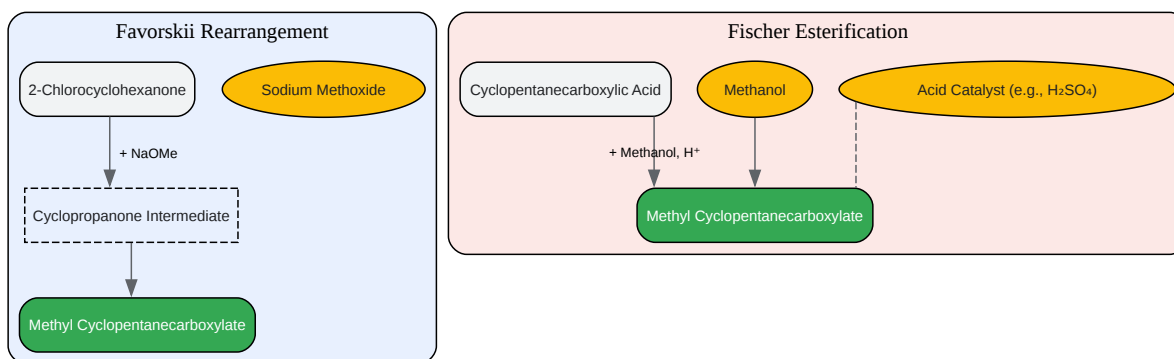 Favorskii Rearrangement
2-Chlorocyclohexanone
Sodium Methoxide
+ NaOMe
Cyclopropanone Intermediate
Methyl Cyclopentanecarboxylate
Fischer Esterification
Cyclopentanecarboxylic Acid
Methanol
Acid Catalyst (e.g., H₂SO₄)
+ Methanol, H⁺
Methyl Cyclopentanecarboxylate